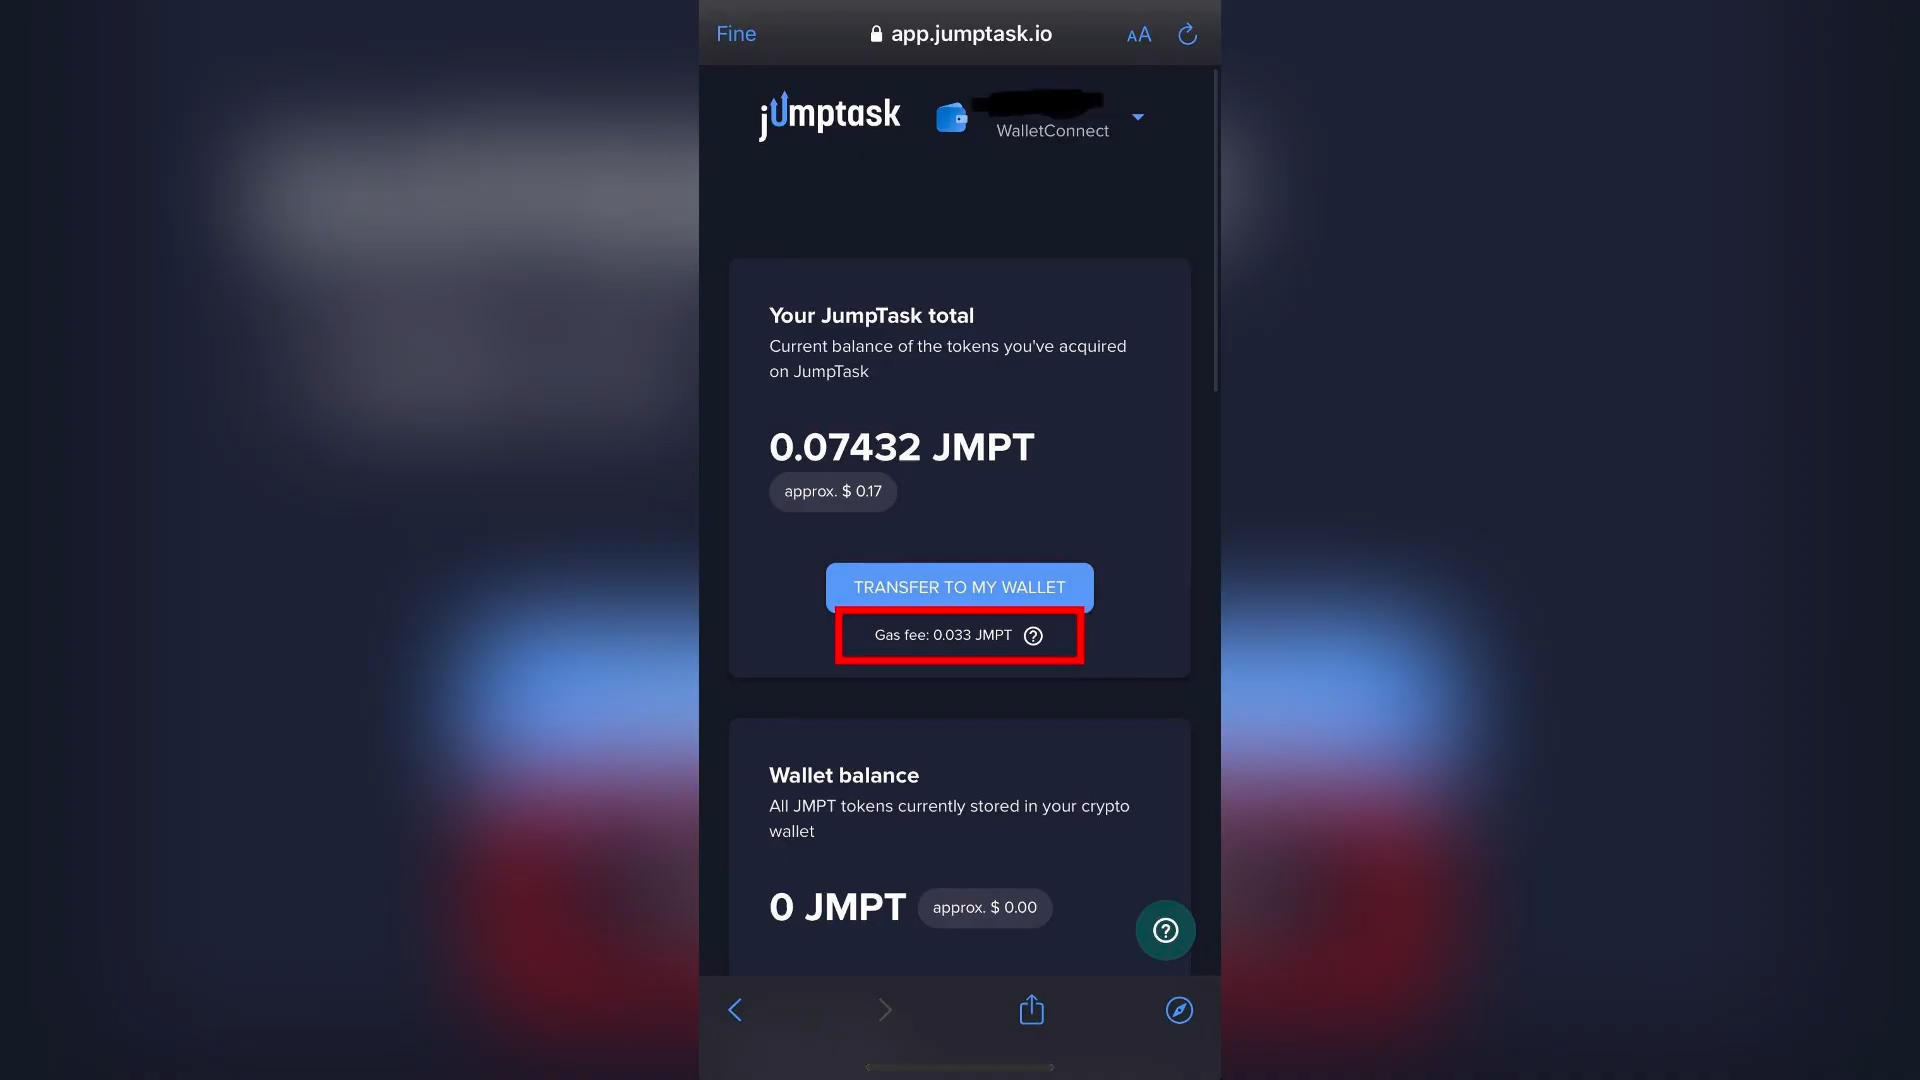 Fine
app.jumptask.io
AA
jumptask
WalletConnect
Your JumpTask total
Current balance of the tokens you've acquired
on JumpTask
0.07432 JMPT
approx. $ 0.17
TRANSFER TO MY WALLET
Gas fee: 0.033 JMPT ?
Wallet balance
All JMPT tokens currently stored in your crypto
wallet
0 JMPT approx. $ 0.00
?